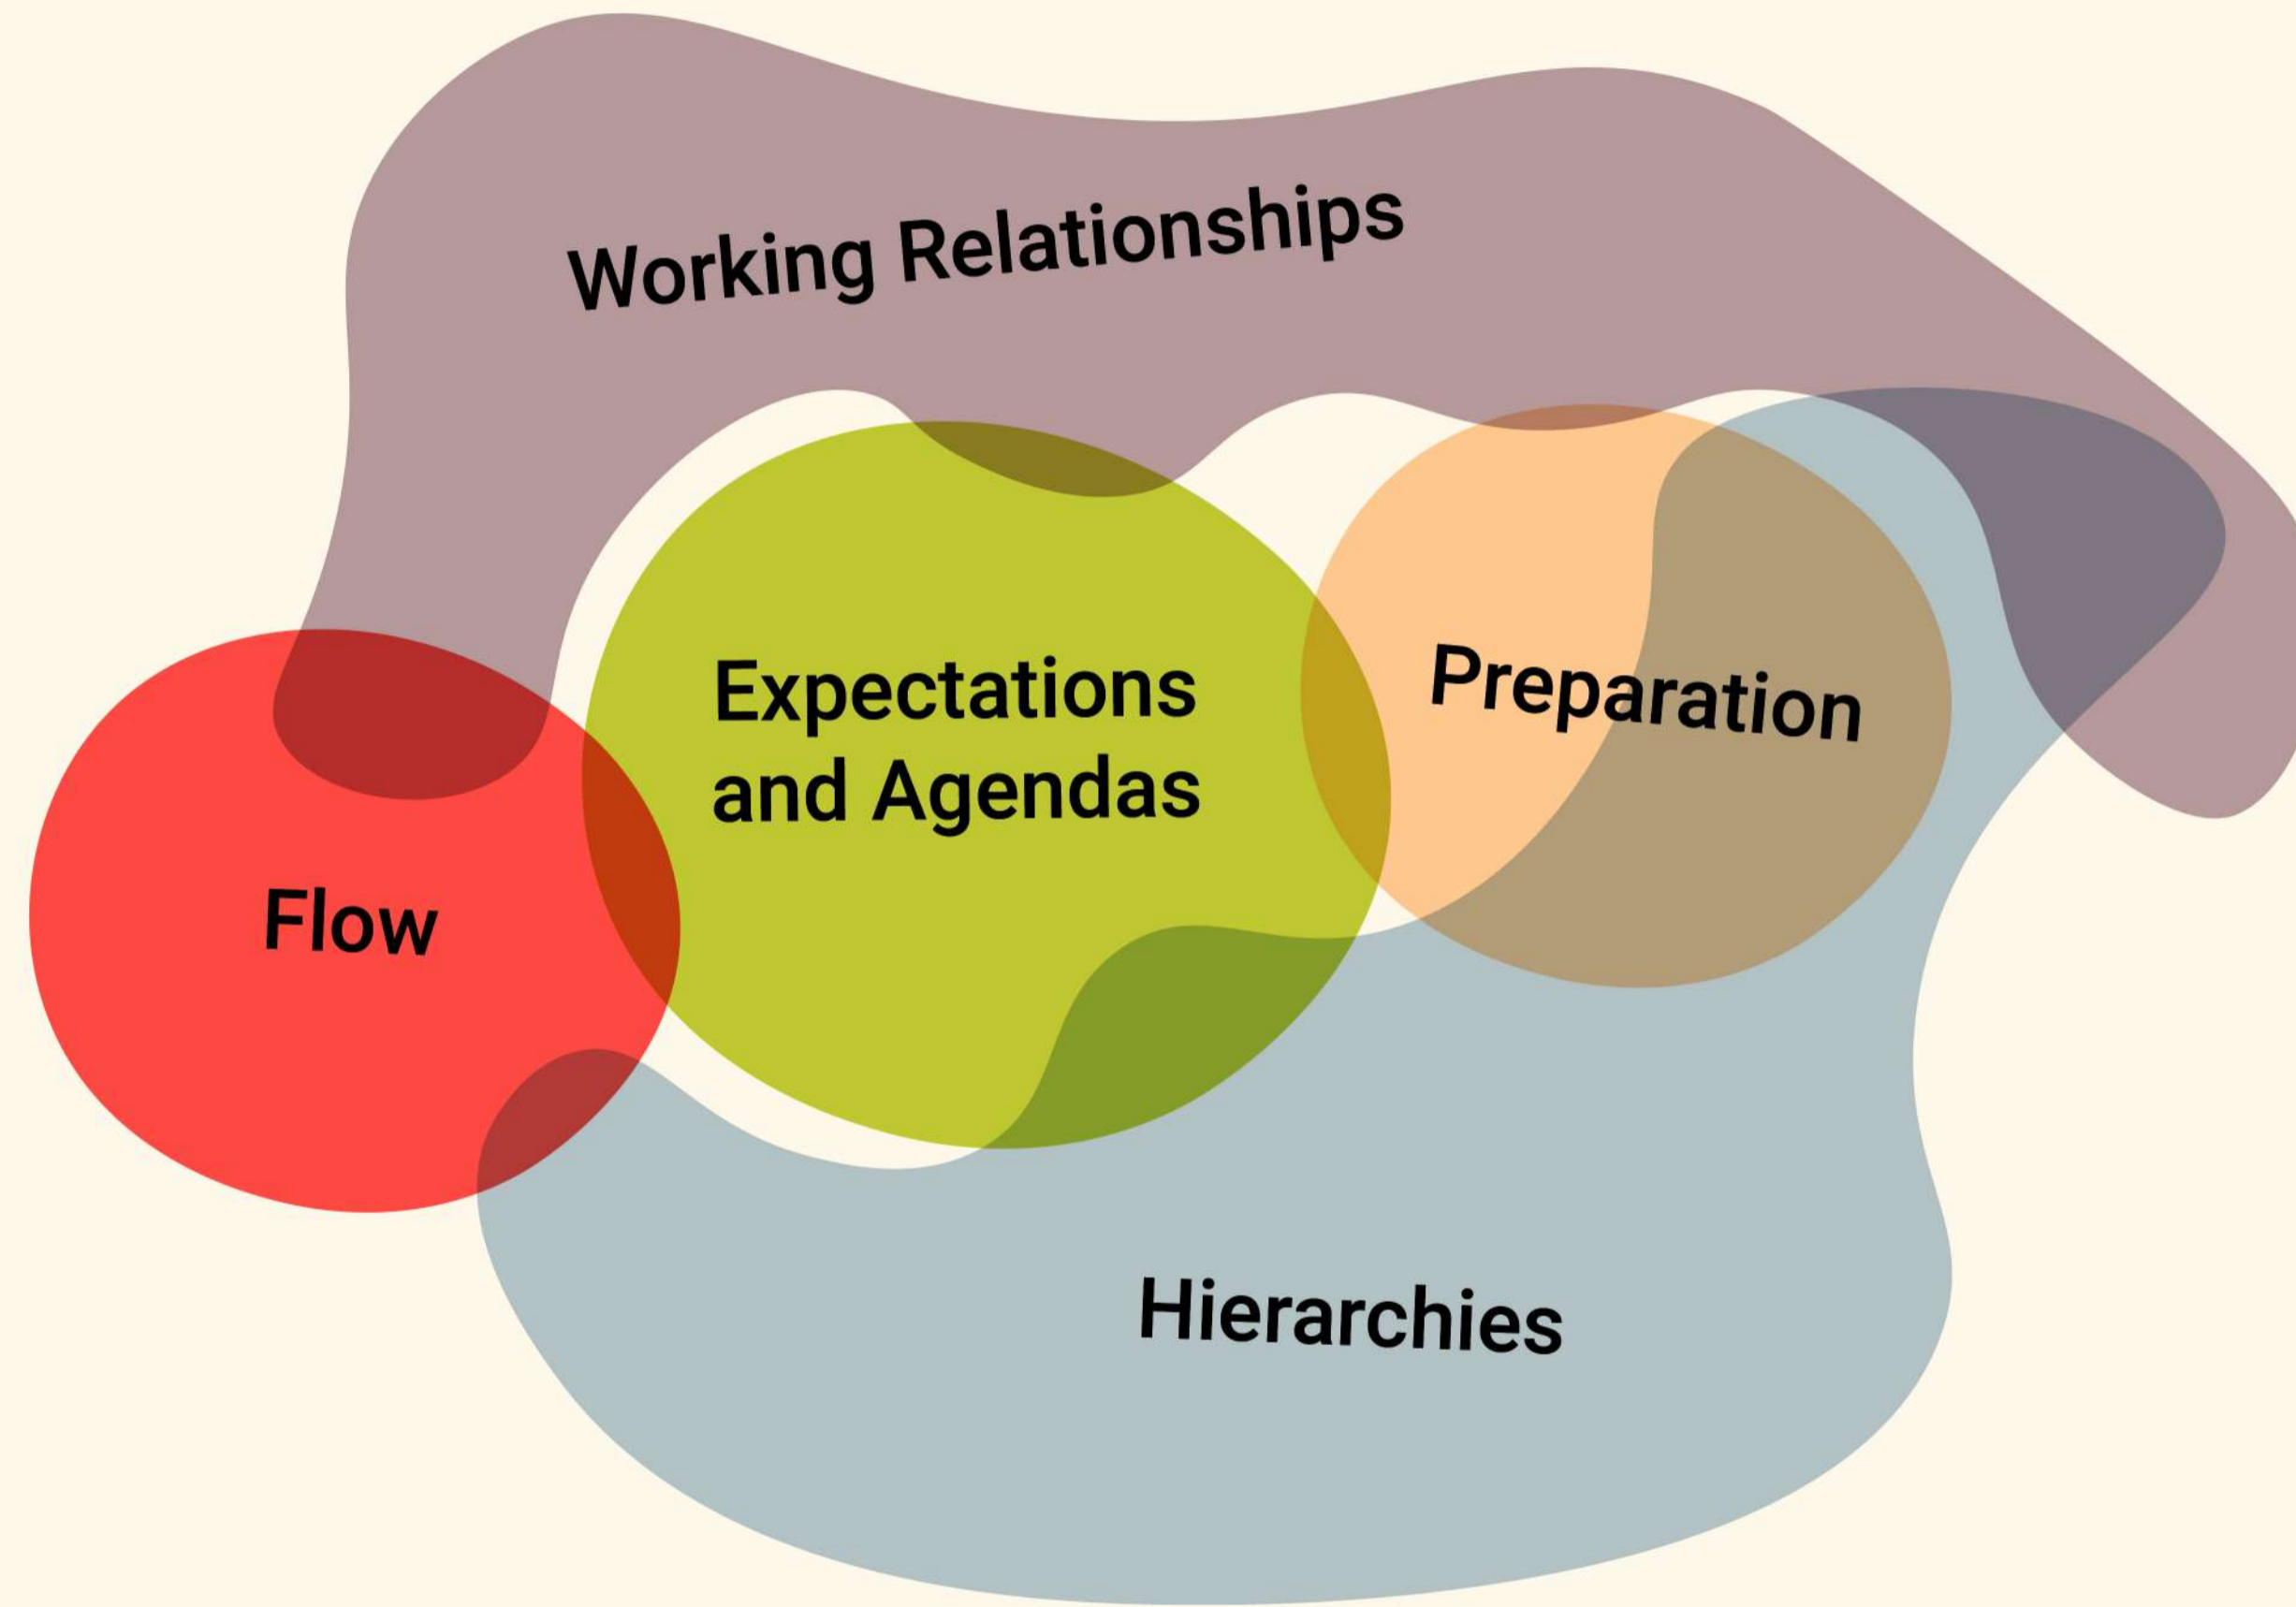 Working Relationships
Expectations
and Agendas
Preparation
Flow
Hierarchies